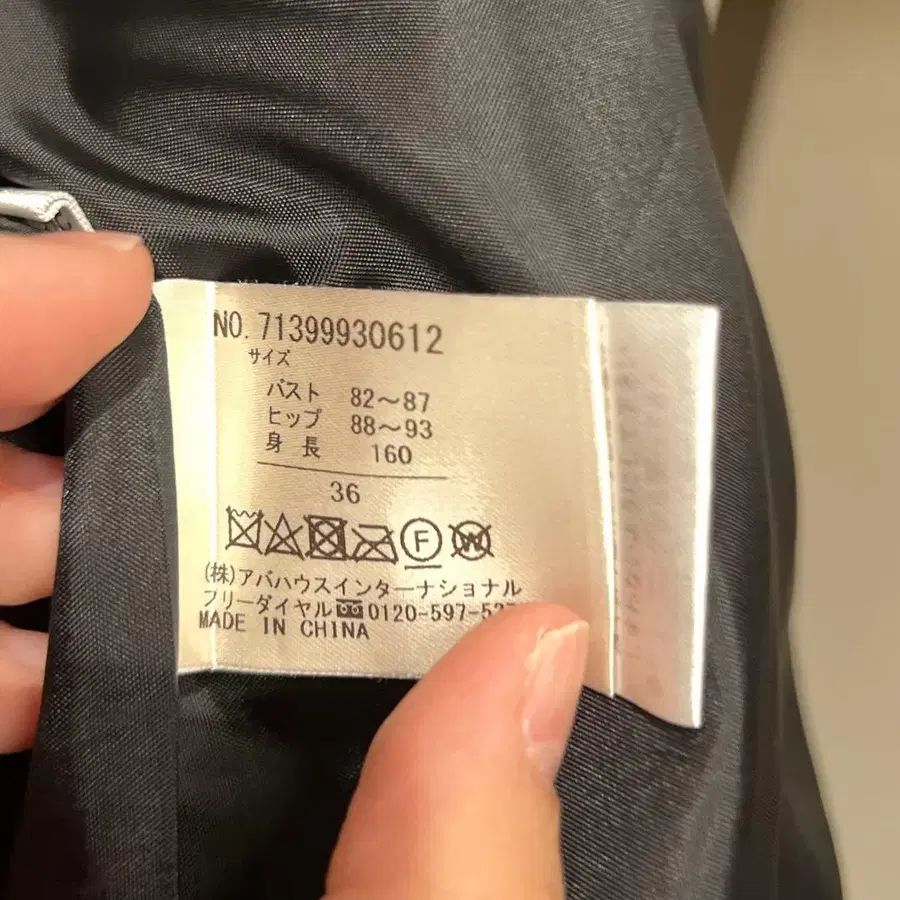 NO. 71399930612
サイズ
バスト 82～87
ヒップ 88～93
身長 160
36
F W
(株)アバハウスインターナショナル
フリーダイヤル 0120-597-
MADE IN CHINA